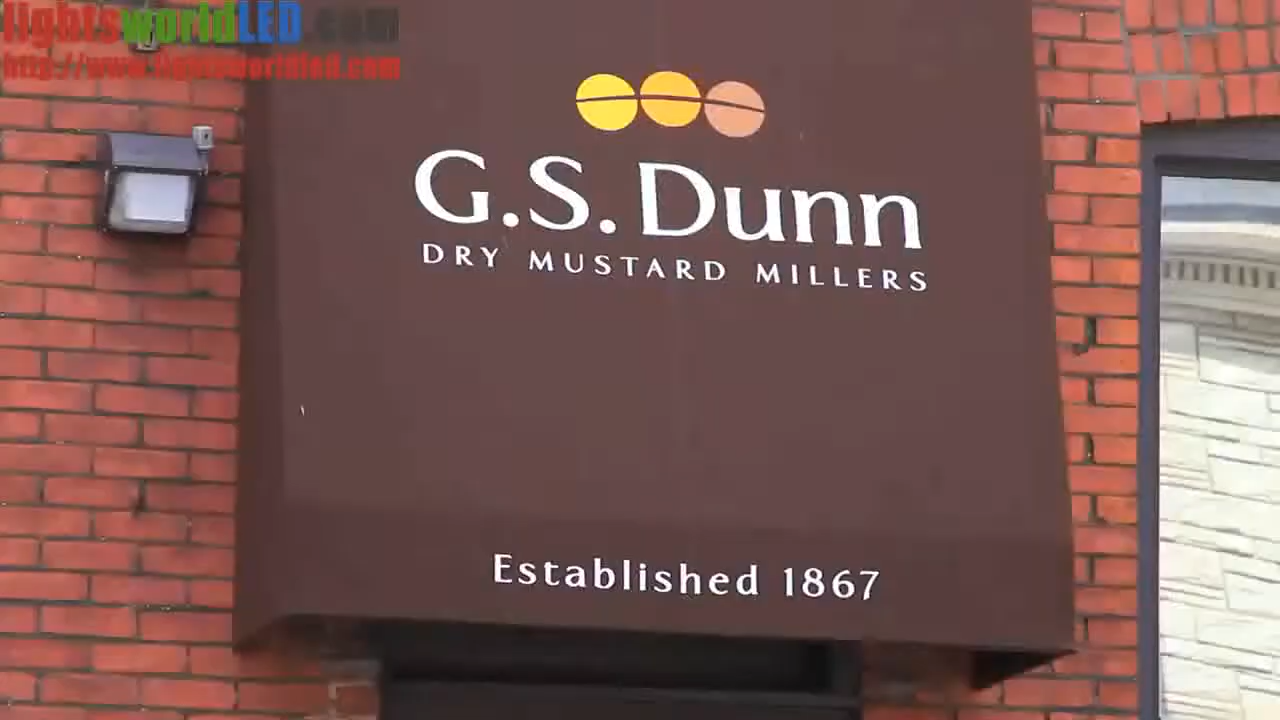 lightsworldLED.com
http://www.lightsworldled.com
G.S. Dunn
DRY MUSTARD MILLERS
Established 1867